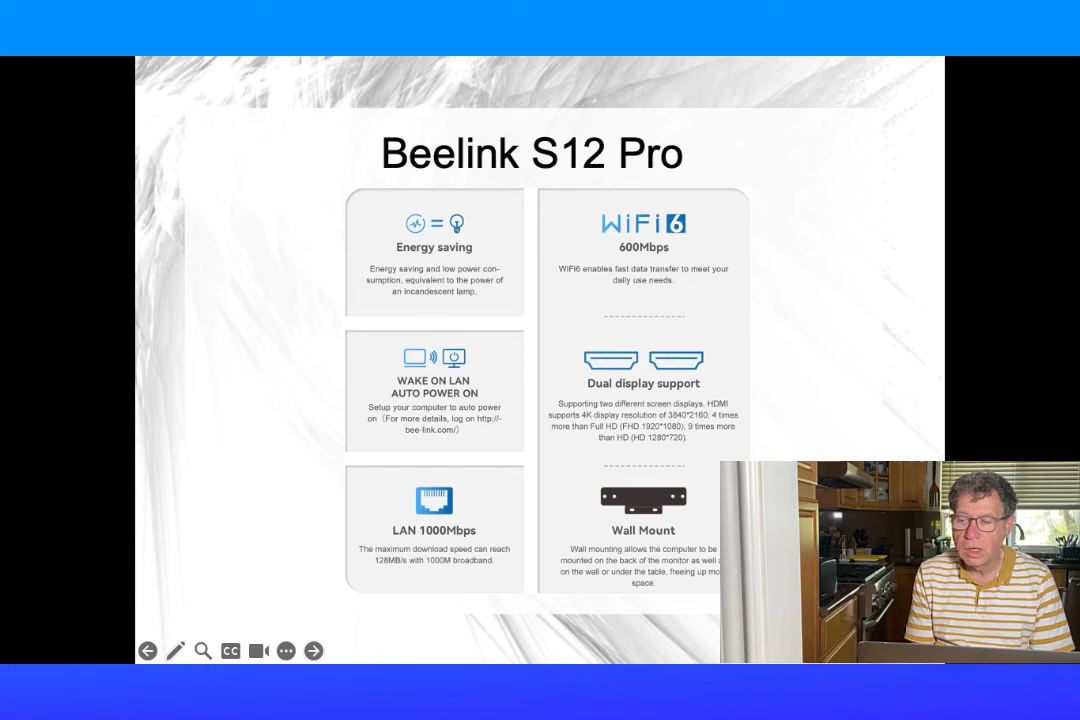 Beelink S12 Pro
Energy saving
Energy saving and low power con-
sumption, equivalent to the power of
an incandescent lamp.
WAKE ON LAN
AUTO POWER ON
Setup your computer to auto power
on（For more details, log on http://-
bee-link.com/）
LAN 1000Mbps
The maximum download speed can reach
128MB/s with 1000M broadband.
WiFi 6
600Mbps
WiFi6 enables fast data transfer to meet your
daily use needs.
Dual display support
Supporting two different screen displays, HDMI
supports 4K display resolution of 3840*2160; 4 times
more than Full HD (FHD.1920*1080); 9 times more
than HD (HD.1280*720).
Wall Mount
Wall mounting allows the computer to be
mounted on the back of the monitor as well
on the wall or under the table, freeing up
space.
CC